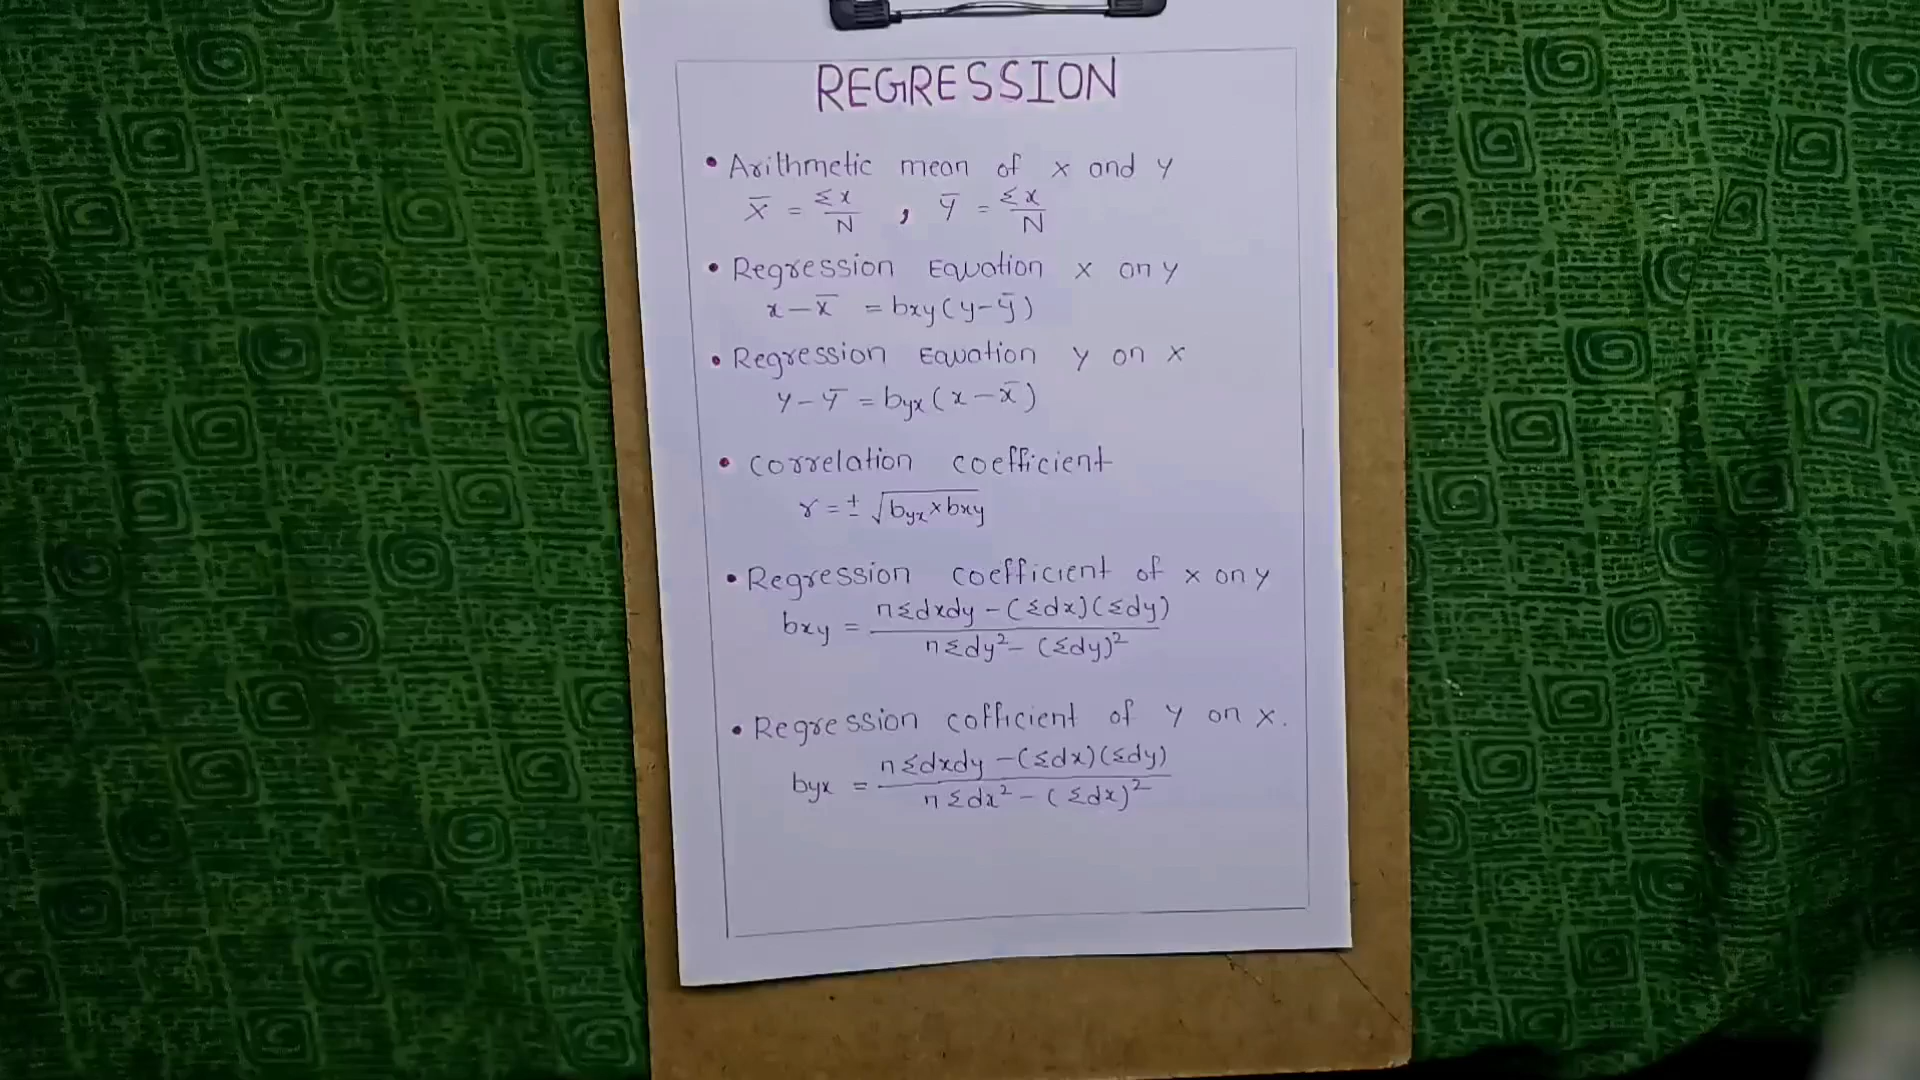 REGRESSION
• Arithmetic mean of x and y
x̄ = Σx/N , ȳ = Σx/N
• Regression Equation x on y
x - x̄ = bxy(y-ȳ)
• Regression Equation y on x
y - ȳ = byx(x - x̄)
• correlation coefficient
r = ± √byx×bxy
• Regression coefficient of x on y
bxy = nΣdxdy - (Σdx)(Σdy) / nΣdy² - (Σdy)²
• Regression cofficient of y on x.
byx = nΣdxdy - (Σdx)(Σdy) / nΣdx² - (Σdx)²